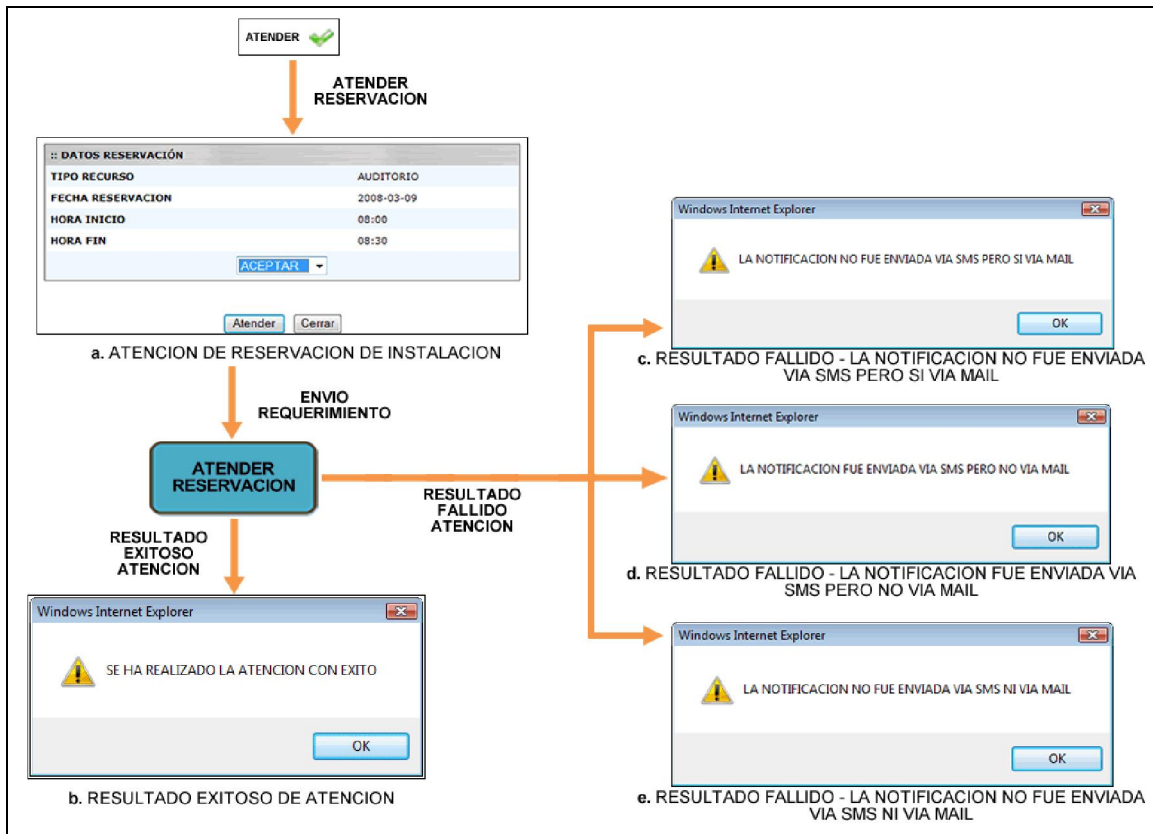 ATENDER
ATENDER
RESERVACION
:: DATOS RESERVACIÓN
TIPO RECURSO AUDITORIO
FECHA RESERVACION 2008-03-09
HORA INICIO 08:00
HORA FIN 08:30
ACEPTAR
Atender Cerrar
a. ATENCION DE RESERVACION DE INSTALACION
ENVIO
REQUERIMIENTO
ATENDER
RESERVACION
RESULTADO
EXITOSO
ATENCION
RESULTADO
FALLIDO
ATENCION
Windows Internet Explorer
SE HA REALIZADO LA ATENCION CON EXITO
OK
b. RESULTADO EXITOSO DE ATENCION
Windows Internet Explorer
LA NOTIFICACION NO FUE ENVIADA VIA SMS PERO SI VIA MAIL
OK
c. RESULTADO FALLIDO - LA NOTIFICACION NO FUE ENVIADA
VIA SMS PERO SI VIA MAIL
Windows Internet Explorer
LA NOTIFICACION FUE ENVIADA VIA SMS PERO NO VIA MAIL
OK
d. RESULTADO FALLIDO - LA NOTIFICACION FUE ENVIADA VIA
SMS PERO NO VIA MAIL
Windows Internet Explorer
LA NOTIFICACION NO FUE ENVIADA VIA SMS NI VIA MAIL
OK
e. RESULTADO FALLIDO - LA NOTIFICACION NO FUE ENVIADA
VIA SMS NI VIA MAIL